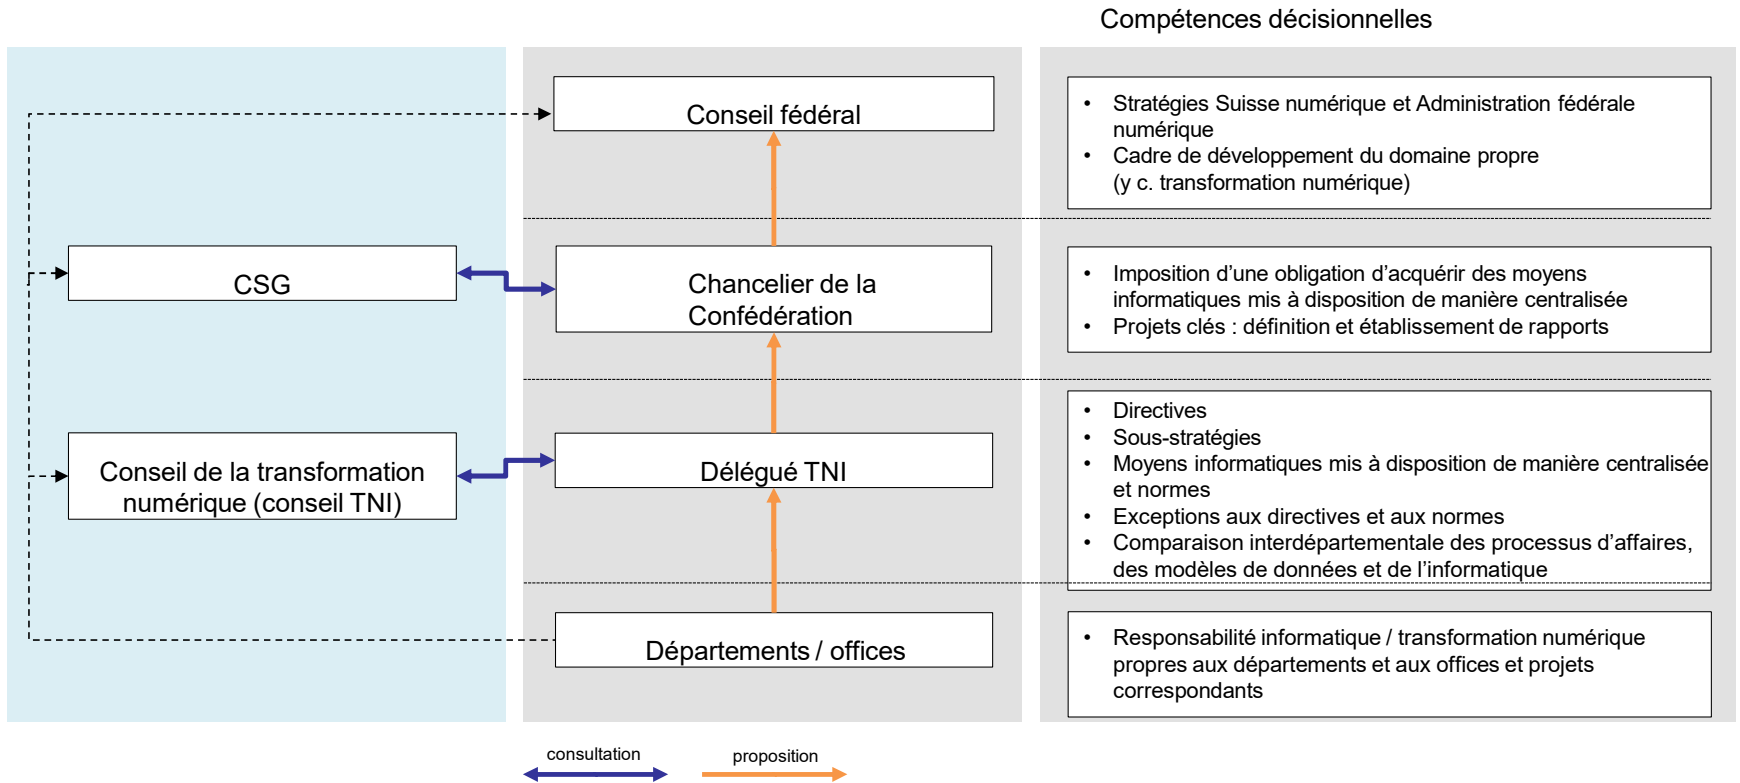 Compétences décisionnelles
Conseil fédéral
• Stratégies Suisse numérique et Administration fédérale
numérique
• Cadre de développement du domaine propre
(y c. transformation numérique)
CSG
Chancelier de la
Confédération
• Imposition d’une obligation d’acquérir des moyens
informatiques mis à disposition de manière centralisée
• Projets clés : définition et établissement de rapports
Conseil de la transformation
numérique (conseil TNI)
Délégué TNI
• Directives
• Sous-stratégies
• Moyens informatiques mis à disposition de manière centralisée
et normes
• Exceptions aux directives et aux normes
• Comparaison interdépartementale des processus d’affaires,
des modèles de données et de l’informatique
Départements / offices
• Responsabilité informatique / transformation numérique
propres aux départements et aux offices et projets
correspondants
consultation
proposition